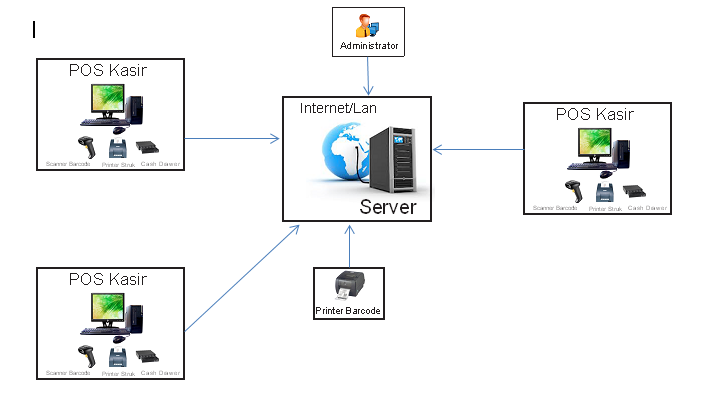 Administrator
POS Kasir
Scanner Barcode
Printer Struk
Cash Drawer
Internet/Lan
Server
POS Kasir
Scanner Barcode
Printer Struk
Cash Drawer
POS Kasir
Scanner Barcode
Printer Struk
Cash Drawer
Printer Barcode